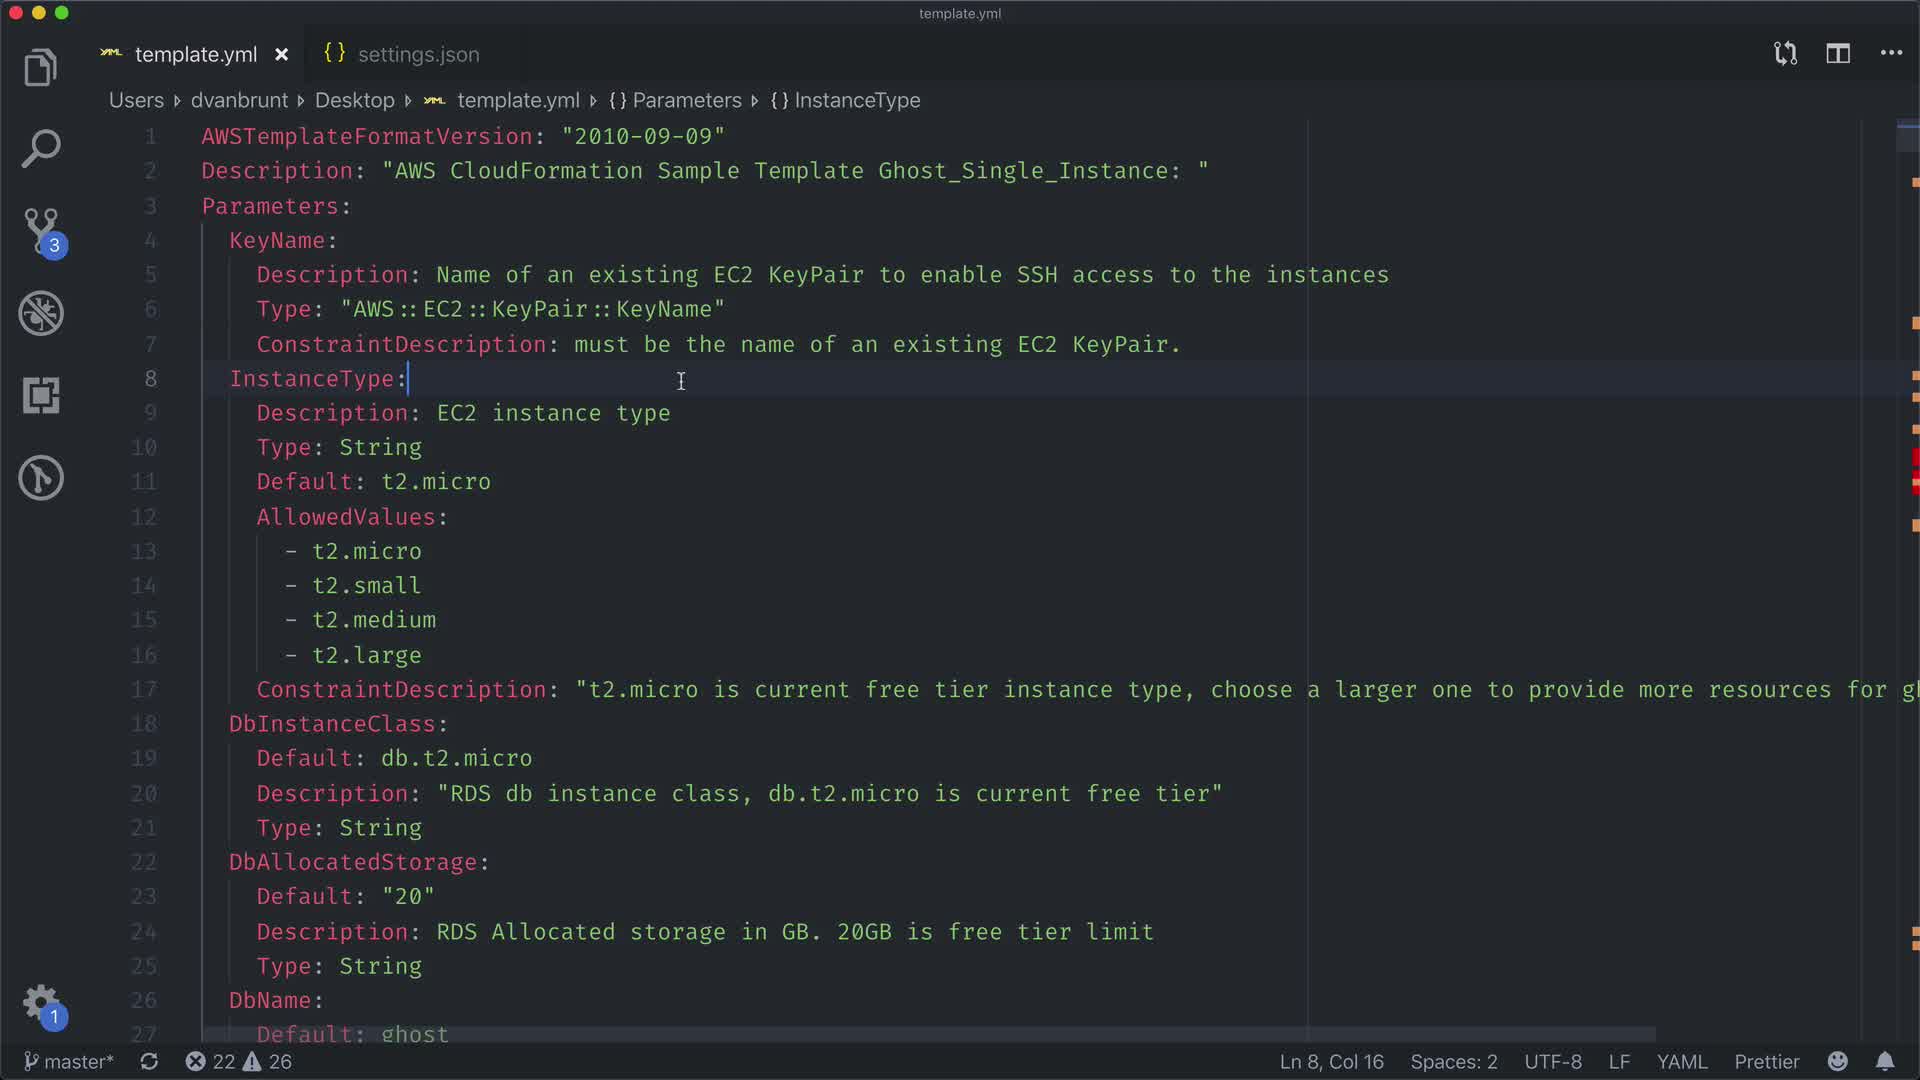 template.yml
template.yml
{} settings.json
Users
dvanbrunt
Desktop
template.yml
{} Parameters
{} InstanceType
1 AWSTemplateFormatVersion: "2010-09-09"
2 Description: "AWS CloudFormation Sample Template Ghost_Single_Instance: "
3 Parameters:
4 KeyName:
5 Description: Name of an existing EC2 KeyPair to enable SSH access to the instances
6 Type: "AWS::EC2::KeyPair::KeyName"
7 ConstraintDescription: must be the name of an existing EC2 KeyPair.
8 InstanceType:
9 Description: EC2 instance type
10 Type: String
11 Default: t2.micro
12 AllowedValues:
13 - t2.micro
14 - t2.small
15 - t2.medium
16 - t2.large
17 ConstraintDescription: "t2.micro is current free tier instance type, choose a larger one to provide more resources for
18 DbInstanceClass:
19 Default: db.t2.micro
20 Description: "RDS db instance class, db.t2.micro is current free tier"
21 Type: String
22 DbAllocatedStorage:
23 Default: "20"
24 Description: RDS Allocated storage in GB. 20GB is free tier limit
25 Type: String
26 DbName:
27 Default: ghost
3
1
master*
22
26
Ln 8, Col 16
Spaces: 2
UTF-8
LF
YAML
Prettier